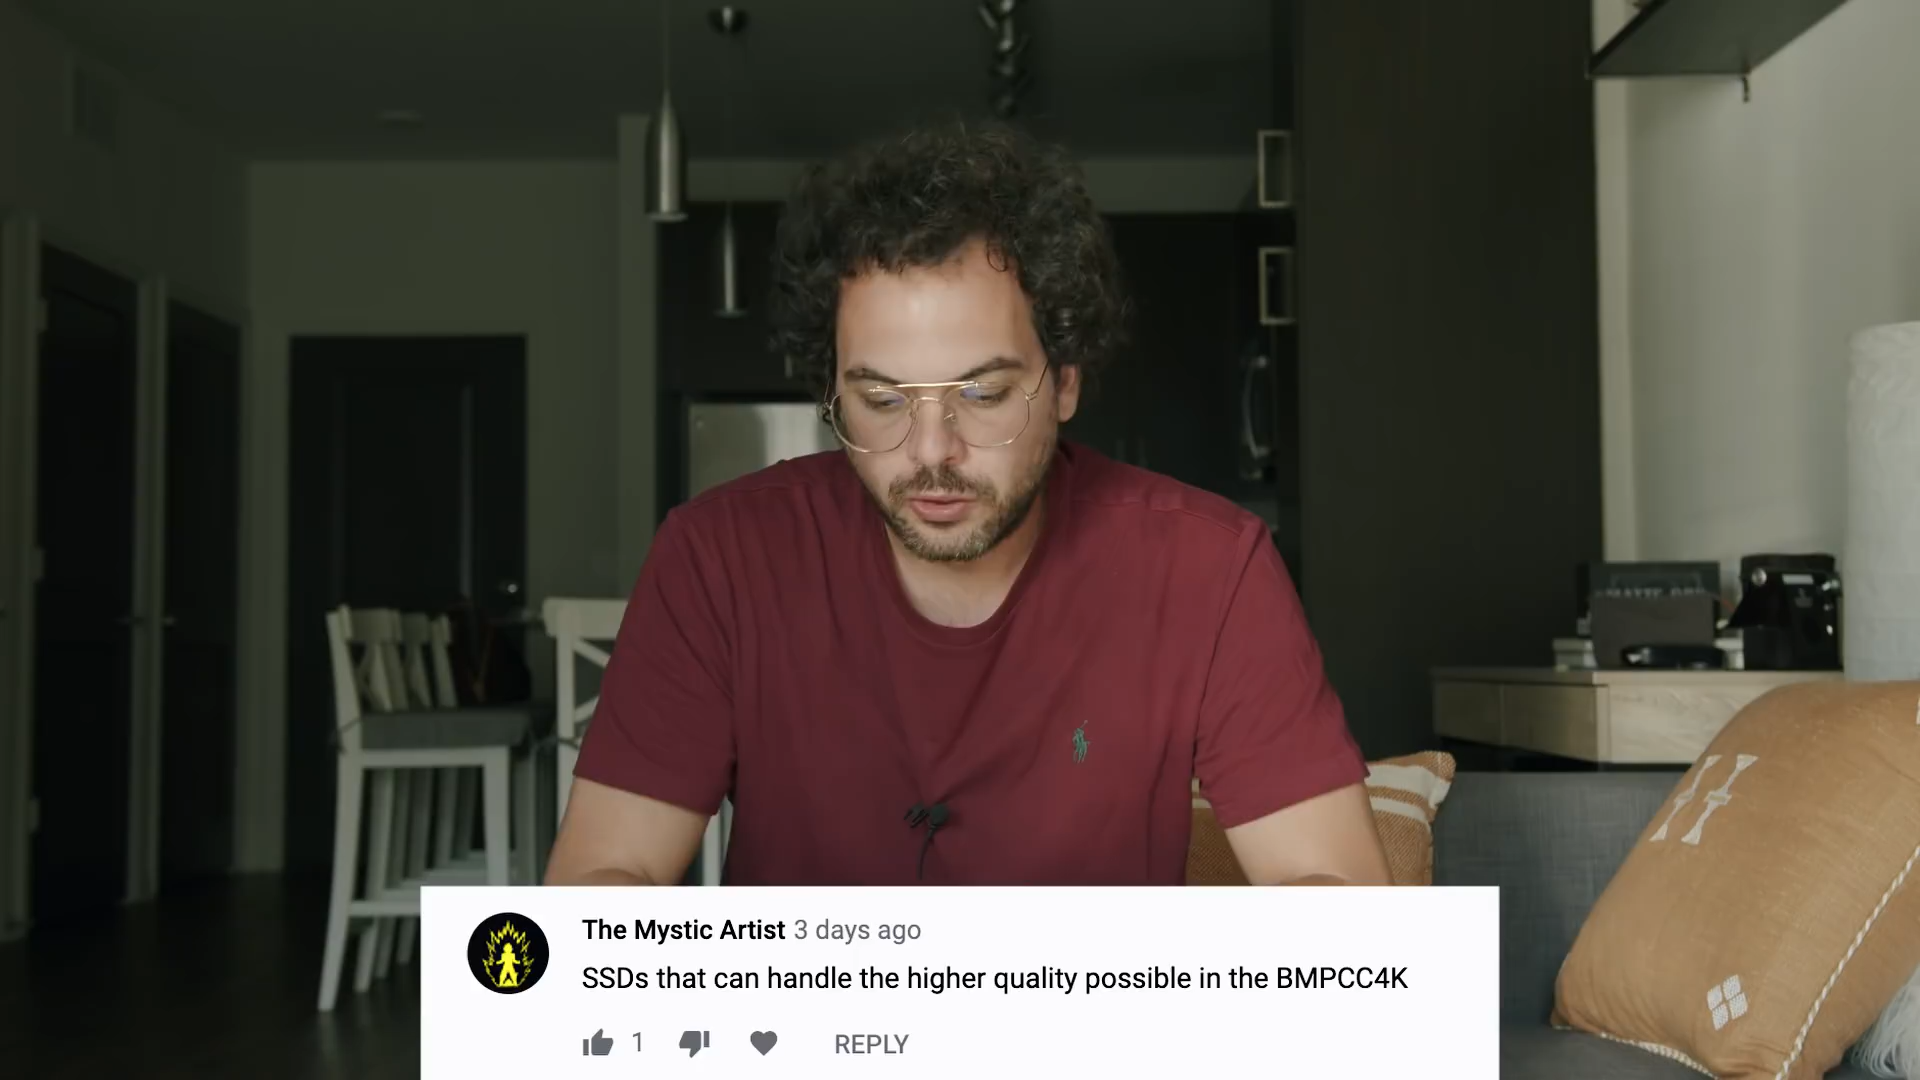 The Mystic Artist 3 days ago
SSDs that can handle the higher quality possible in the BMPCC4K
1
REPLY